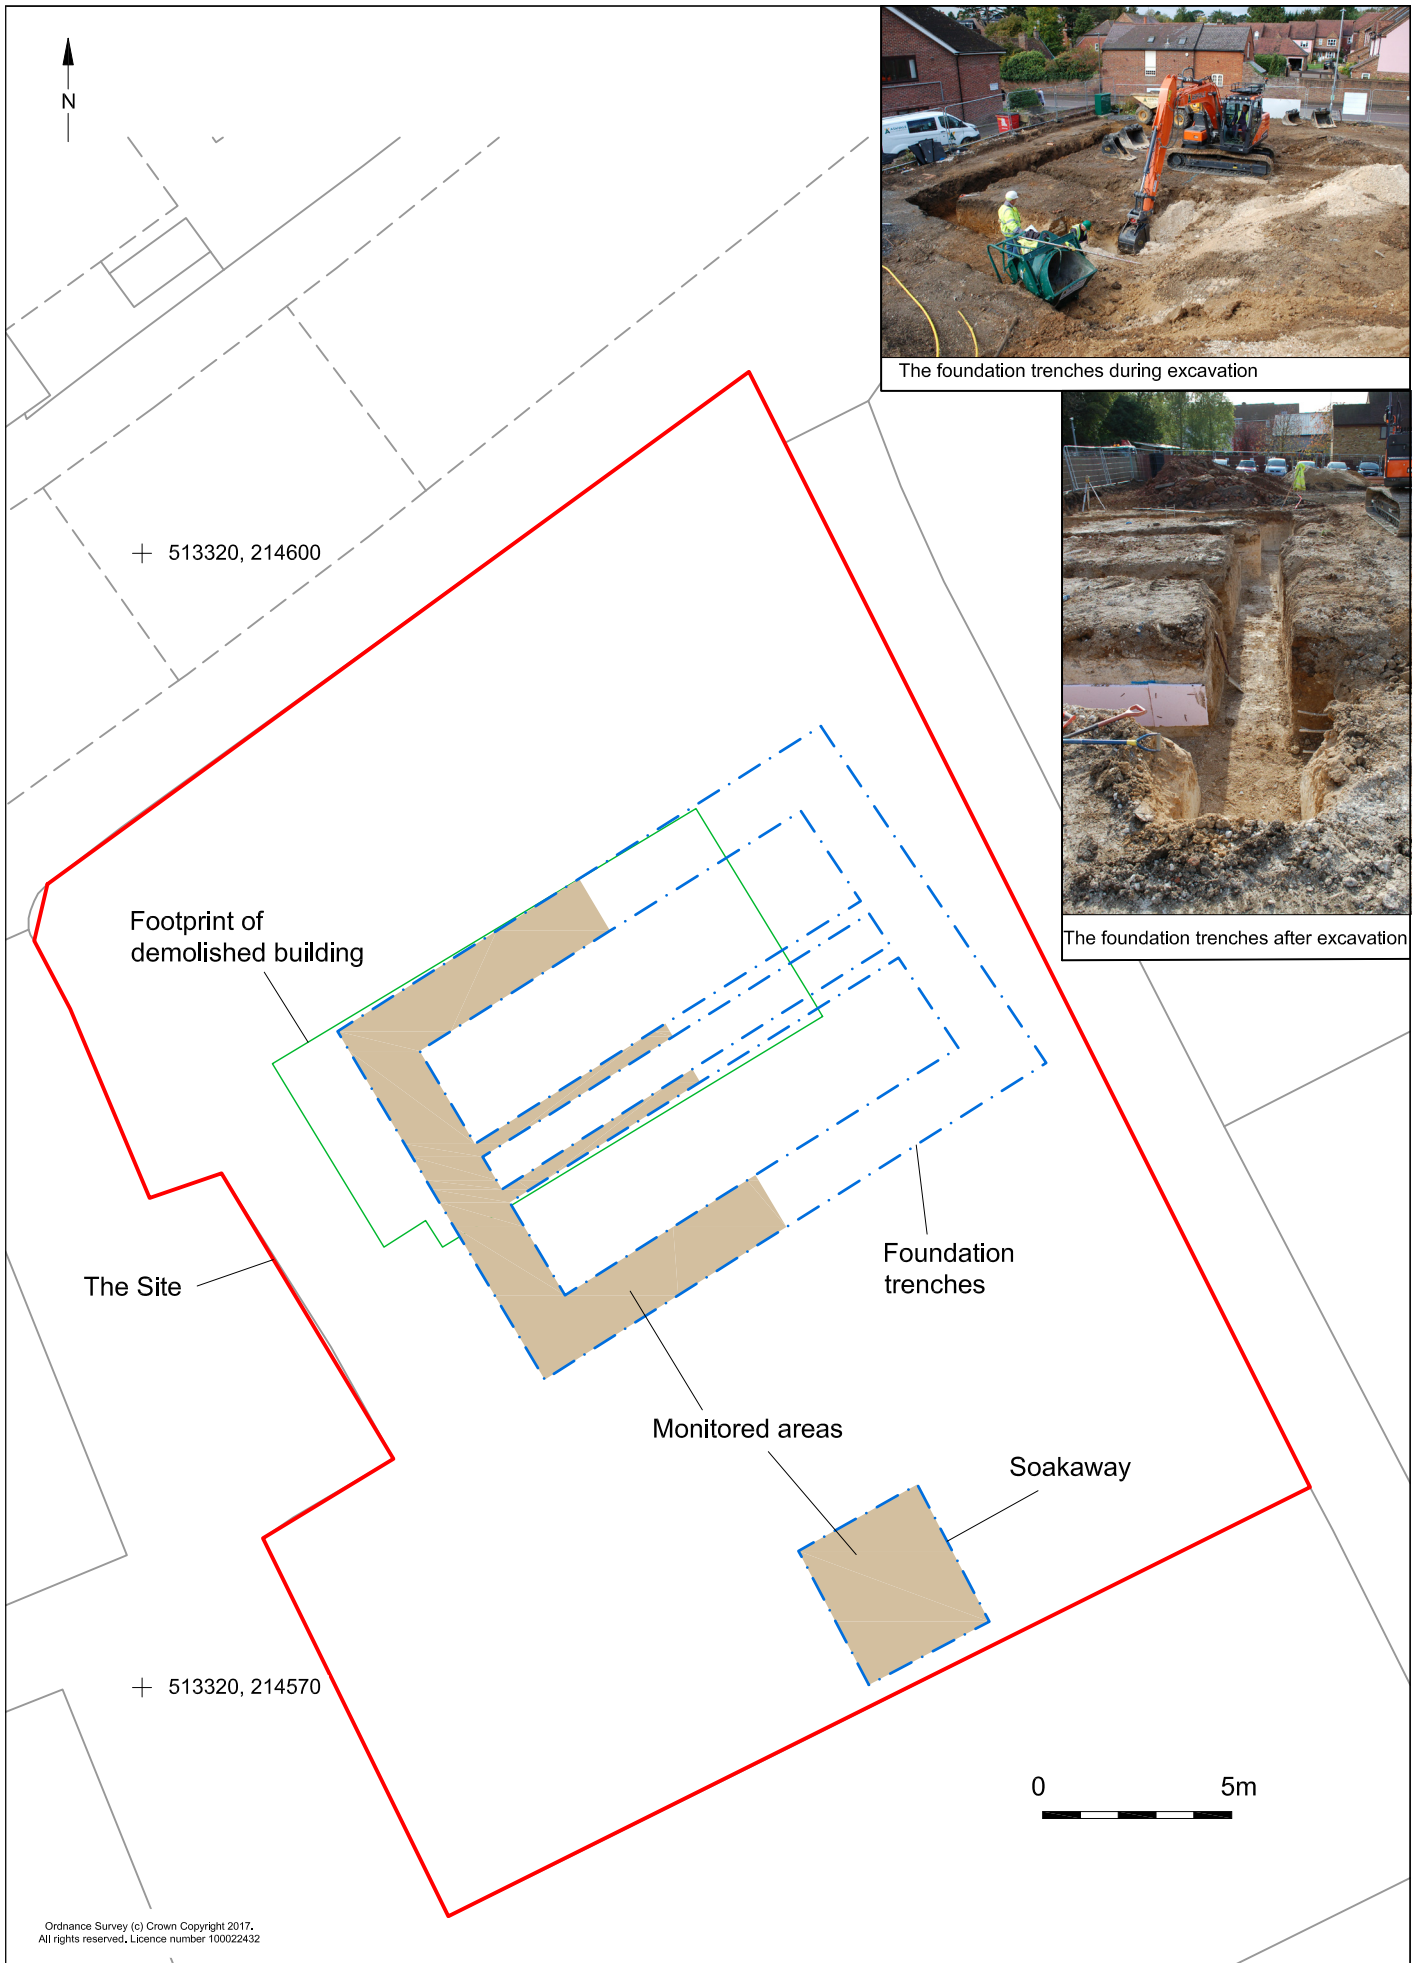 N
The foundation trenches during excavation
513320, 214600
Footprint of
demolished building
The foundation trenches after excavation
The Site
Foundation
trenches
Monitored areas
Soakaway
513320, 214570
0 5m
Ordnance Survey (c) Crown Copyright 2017.
All rights reserved. Licence number 100022432